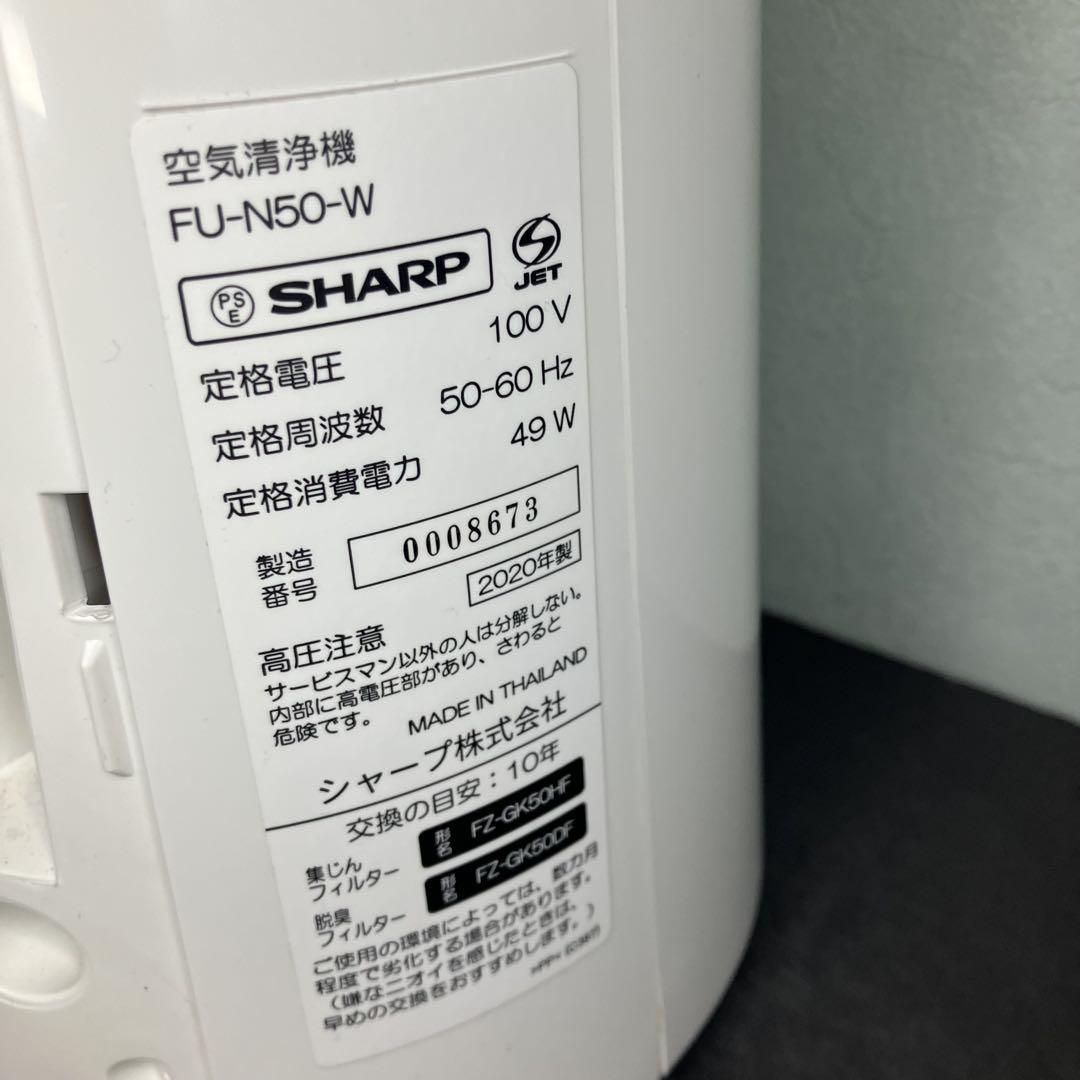 空気清浄機
FU-N50-W
PSE SHARP JET
定格電圧 100 V
定格周波数 50-60 Hz
定格消費電力 49 W
製造番号 0008673
2020年製
高圧注意
サービスマン以外の人は分解しない。
内部に高電圧部があり、さわると
危険です。
MADE IN THAILAND
シャープ株式会社
交換の目安：10年
集じんフィルター 形名 FZ-GK50HF
脱臭フィルター 形名 FZ-GK50DF
ご使用の環境によっては、数カ月
程度で劣化する場合があります。
（嫌なニオイを感じたときは、
早めの交換をおすすめします。）